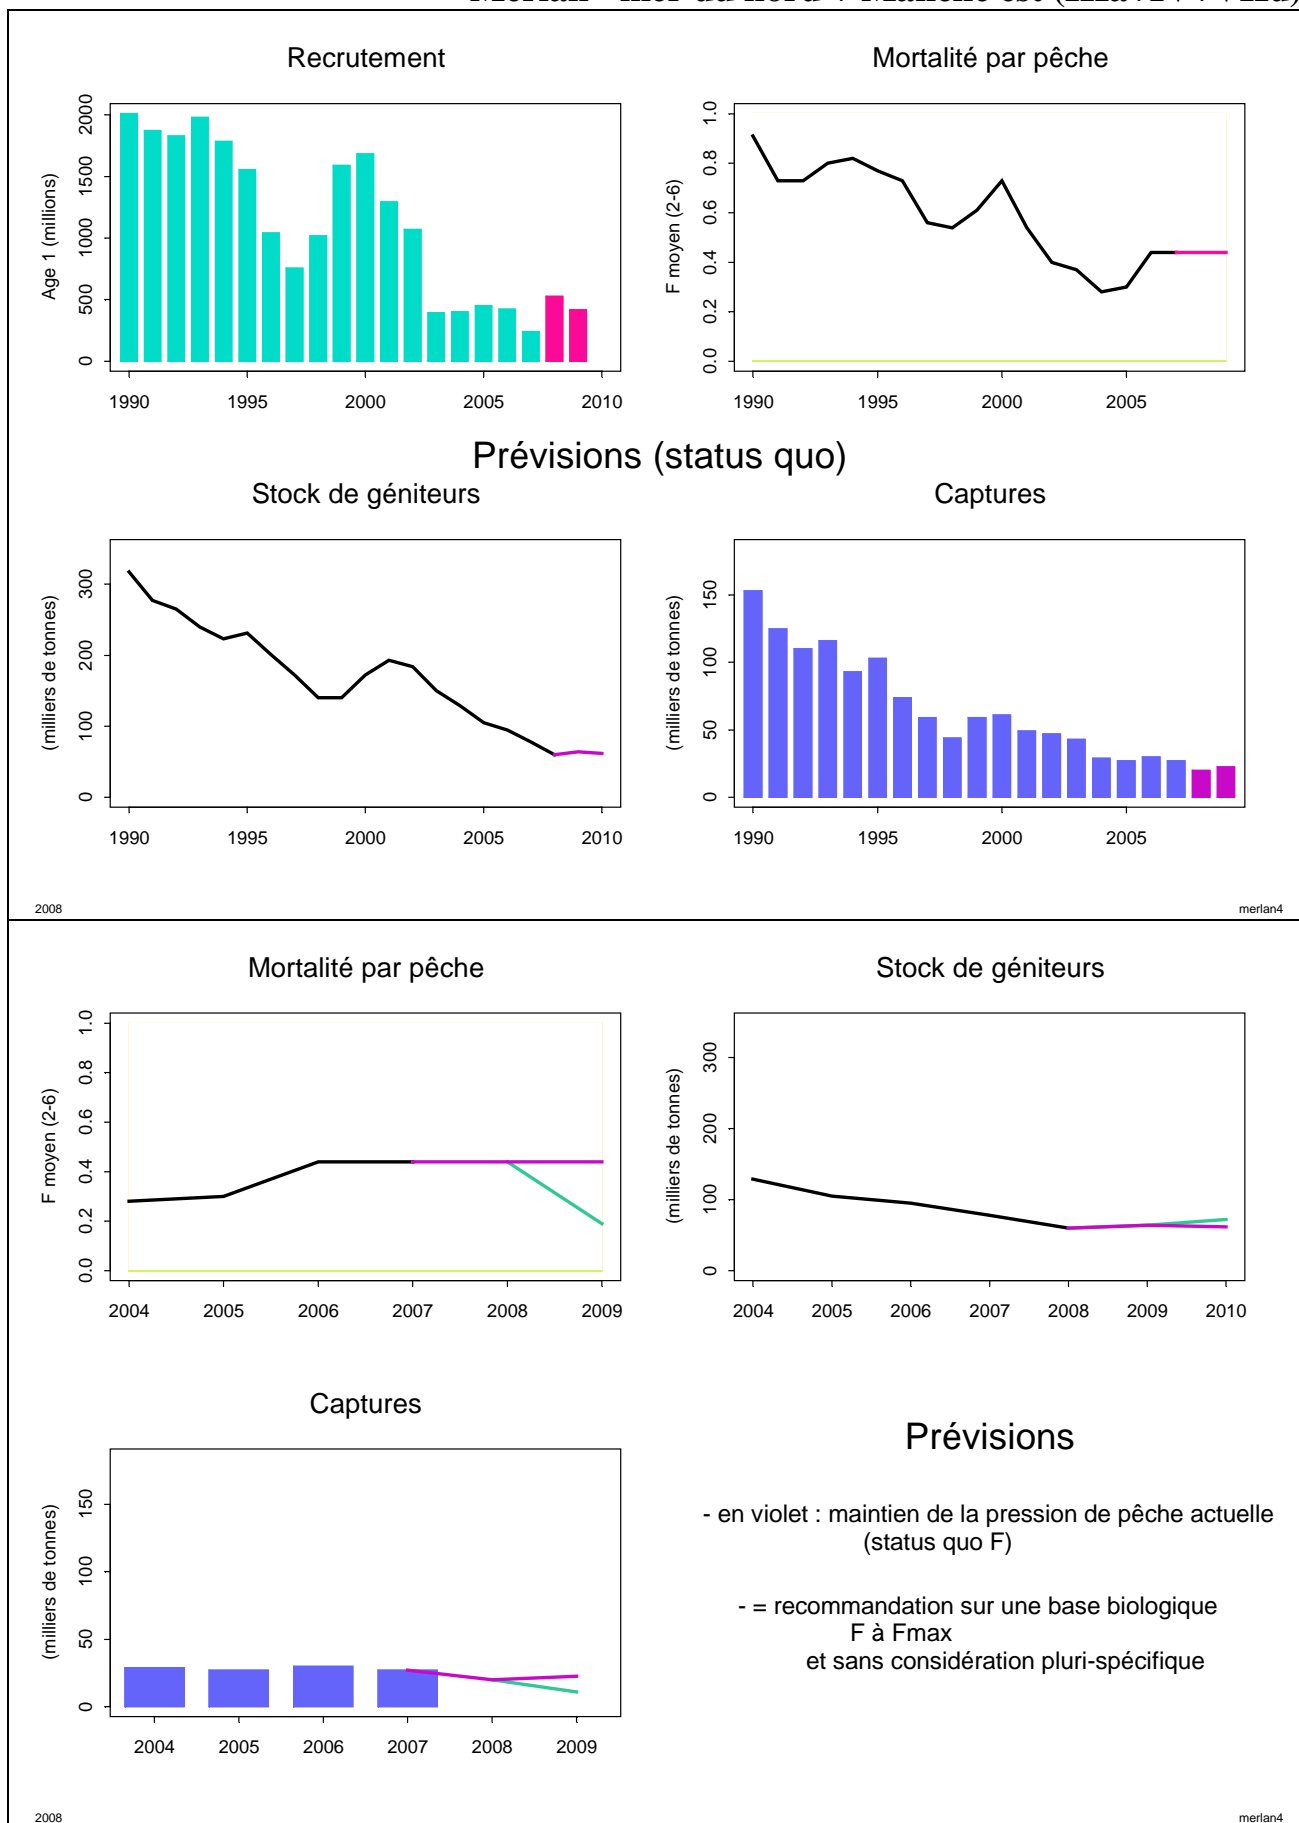 Recrutement
Mortalité par pêche
Age 1 (millions)
0 500 1000 1500 2000
1990 1995 2000 2005 2010
F moyen (2-6)
0.0 0.2 0.4 0.6 0.8 1.0
1990 1995 2000 2005
Prévisions (status quo)
Stock de géniteurs
Captures
(milliers de tonnes)
0 100 200 300
1990 1995 2000 2005 2010
(milliers de tonnes)
0 50 100 150
1990 1995 2000 2005
2008
merlan4
Mortalité par pêche
Stock de géniteurs
F moyen (2-6)
0.0 0.2 0.4 0.6 0.8 1.0
2004 2005 2006 2007 2008 2009
(milliers de tonnes)
0 100 200 300
2004 2005 2006 2007 2008 2009 2010
Captures
(milliers de tonnes)
0 50 100 150
2004 2005 2006 2007 2008 2009
Prévisions
- en violet : maintien de la pression de pêche actuelle
(status quo F)
- = recommandation sur une base biologique
F à Fmax
et sans considération pluri-spécifique
2008
merlan4